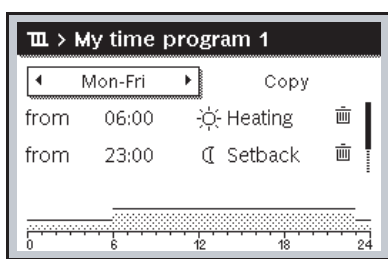 > My time program 1
Mon-Fri Copy
from 06:00 Heating
from 23:00 Setback
0 6 12 18 24